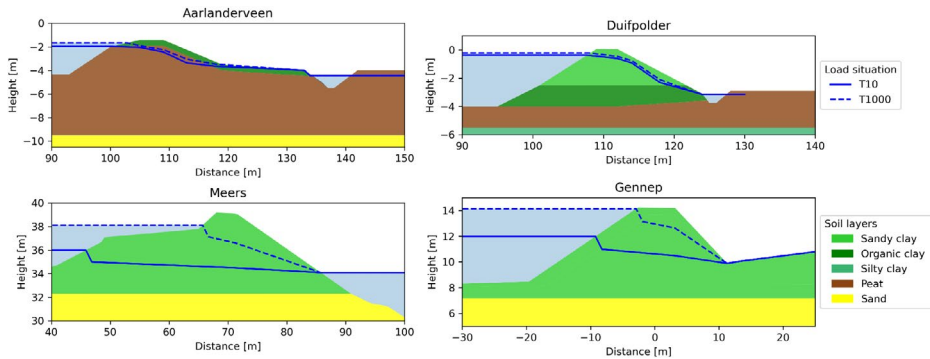 Aarlanderveen
Duifpolder
0
−2
−4
−6
−8
−10
Height [m]
90 100 110 120 130 140 150
Distance [m]
0
−2
−4
−6
Height [m]
90 100 110 120 130 140
Distance [m]
Load situation
T10
T1000
Meers
Gennep
40
38
36
34
32
30
Height [m]
40 50 60 70 80 90 100
Distance [m]
14
12
10
8
6
Height [m]
−30 −20 −10 0 10 20
Distance [m]
Soil layers
Sandy clay
Organic clay
Silty clay
Peat
Sand